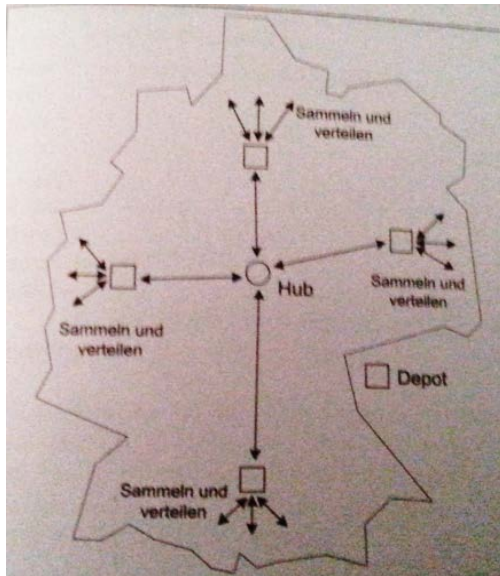 Sammeln und
verteilen
Hub
Sammeln und
verteilen
Sammeln und
verteilen
Depot
Sammeln und
verteilen